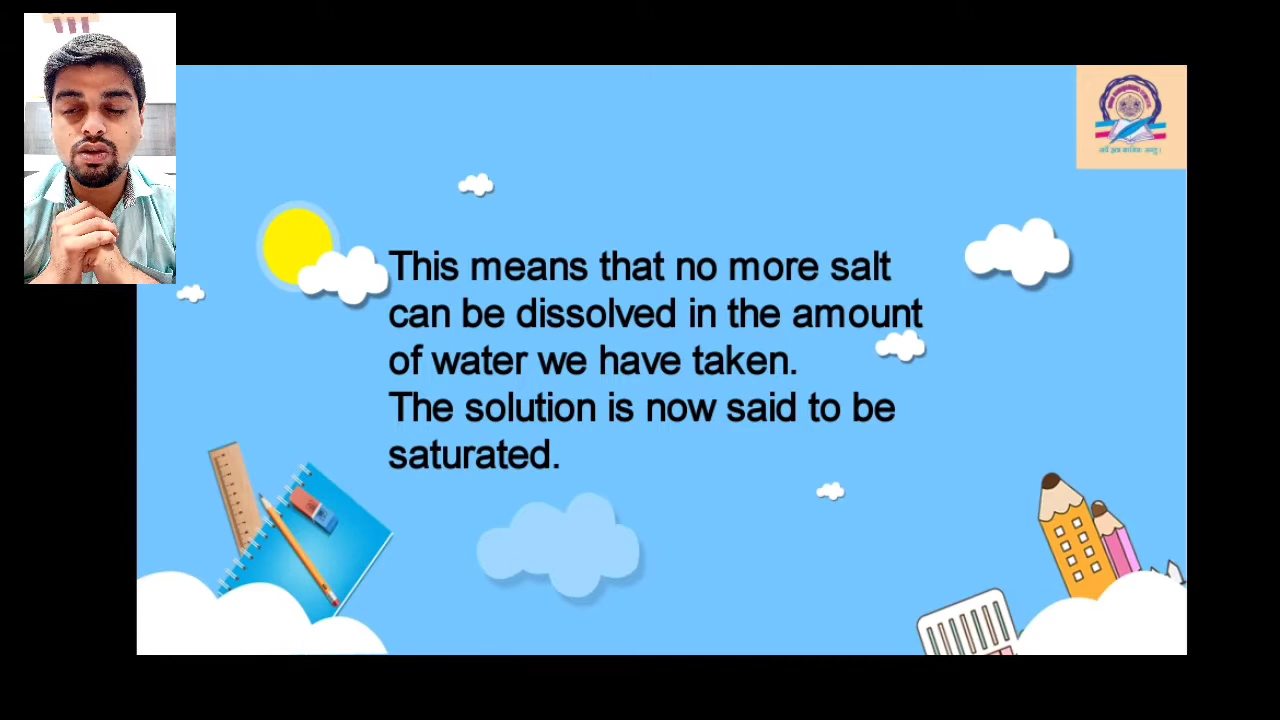 This means that no more salt
can be dissolved in the amount
of water we have taken.
The solution is now said to be
saturated.